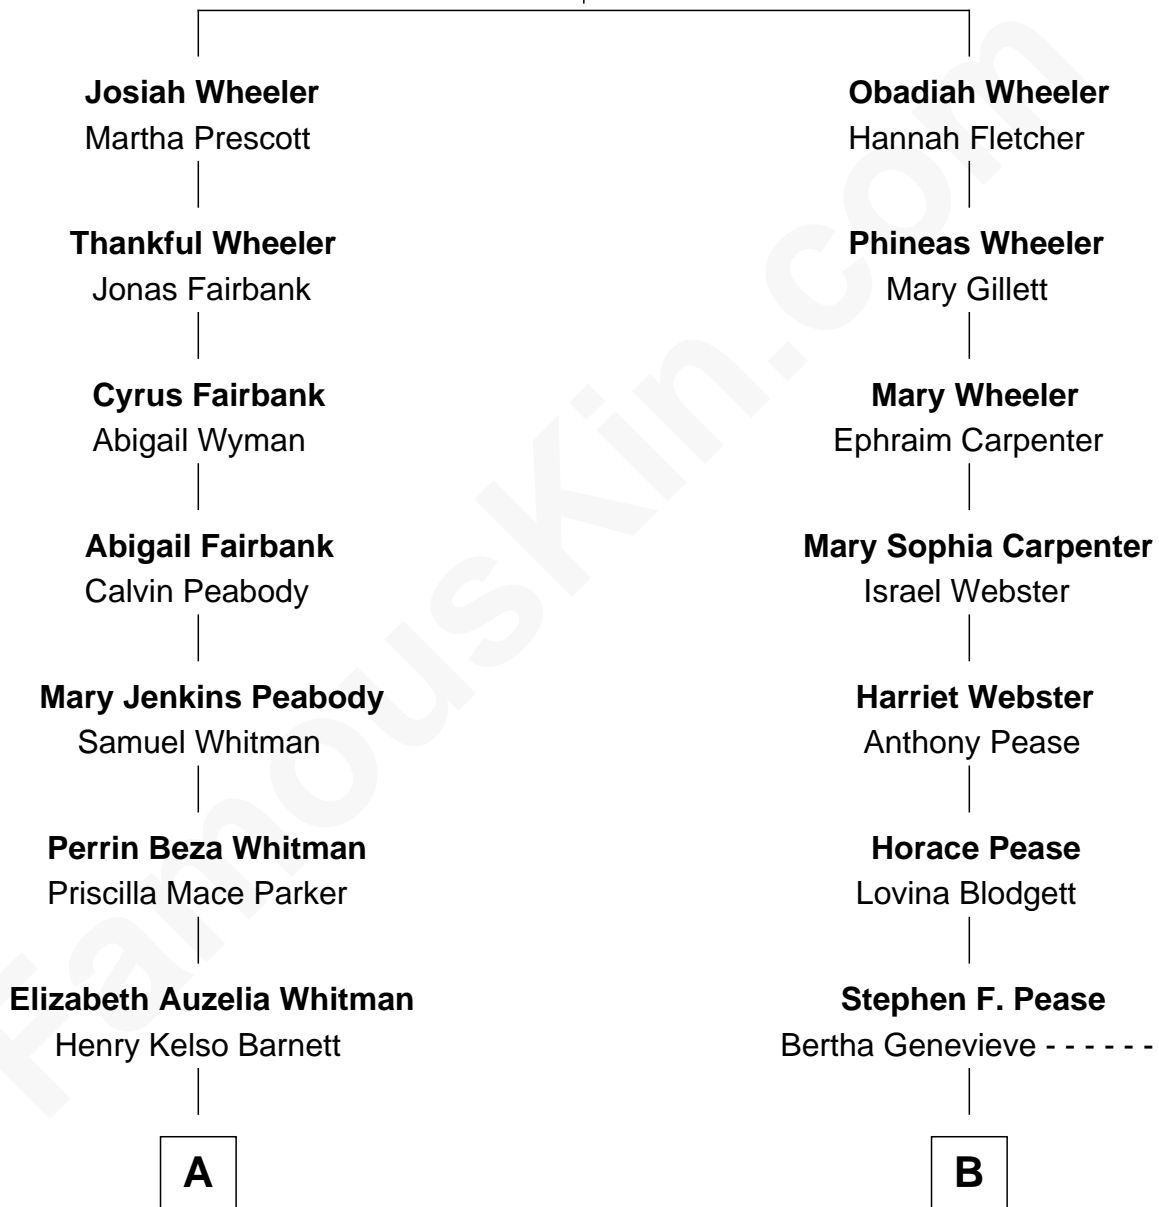 Josiah Wheeler
Martha Prescott
Obadiah Wheeler
Hannah Fletcher
Thankful Wheeler
Jonas Fairbank
Phineas Wheeler
Mary Gillett
Cyrus Fairbank
Abigail Wyman
Mary Wheeler
Ephraim Carpenter
Abigail Fairbank
Calvin Peabody
Mary Sophia Carpenter
Israel Webster
Mary Jenkins Peabody
Samuel Whitman
Harriet Webster
Anthony Pease
Perrin Beza Whitman
Priscilla Mace Parker
Horace Pease
Lovina Blodgett
Elizabeth Auzelia Whitman
Henry Kelso Barnett
Stephen F. Pease
Bertha Genevieve - - - - - -
A
B
FamousKin.com